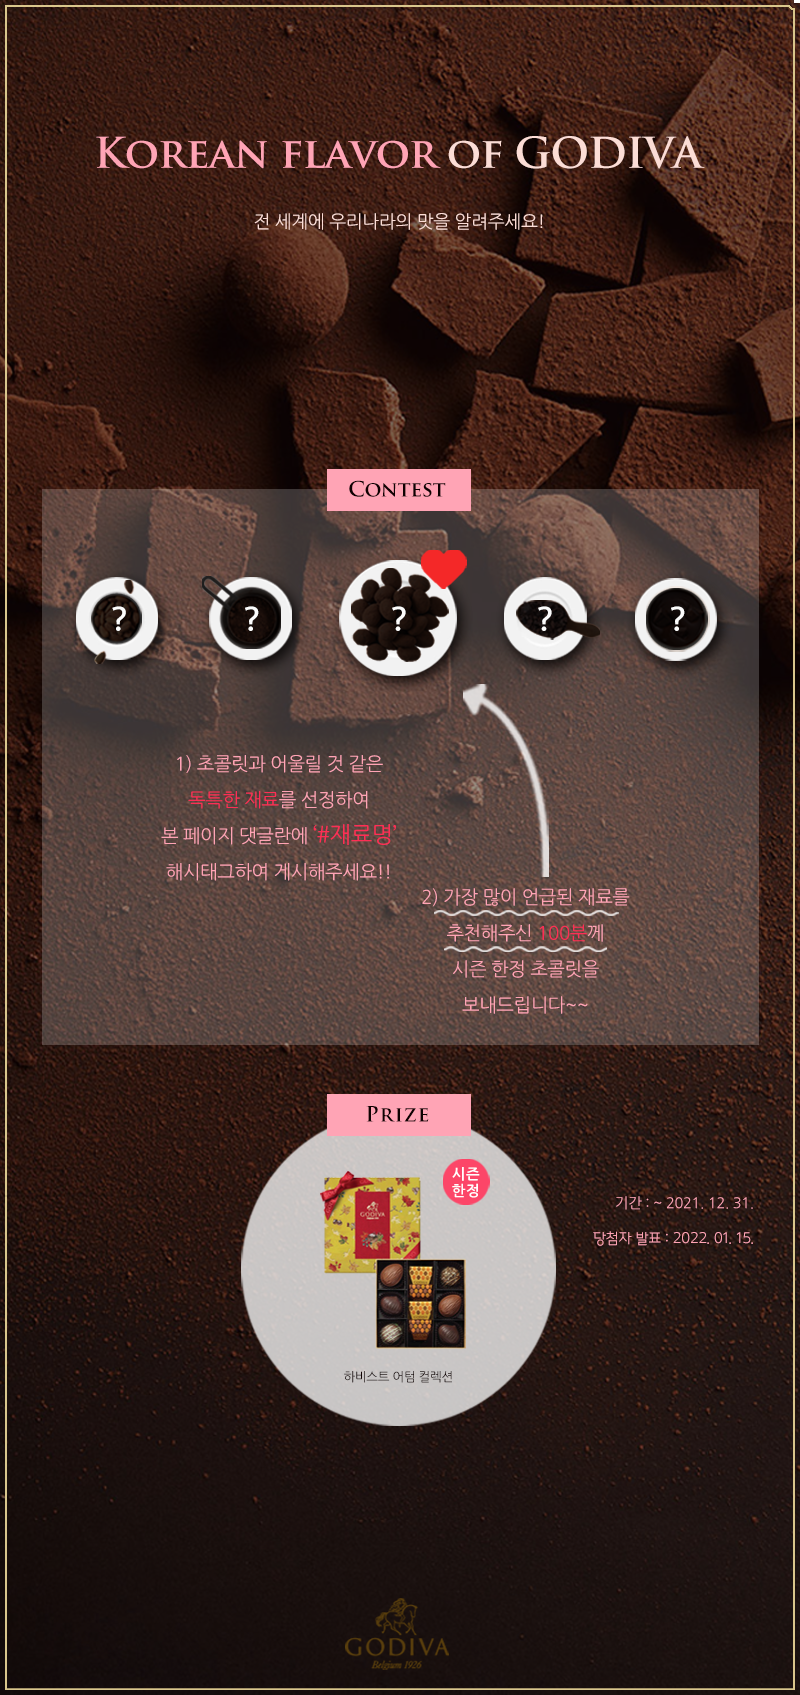 KOREAN FLAVOR OF GODIVA
전 세계에 우리나라의 맛을 알려주세요!
CONTEST
? ? ? ? ?
1) 초콜릿과 어울릴 것 같은
독특한 재료를 선정하여
본 페이지 댓글란에 '#재료명'
해시태그하여 게시해주세요!!
2) 가장 많이 언급된 재료를
추천해주신 100분께
시즌 한정 초콜릿을
보내드립니다~~
PRIZE
시즌
한정
GODIVA
하비스트 어텀 컬렉션
기간 : ~ 2021. 12. 31.
당첨자 발표 : 2022. 01. 15.
GODIVA
Belgium 1926